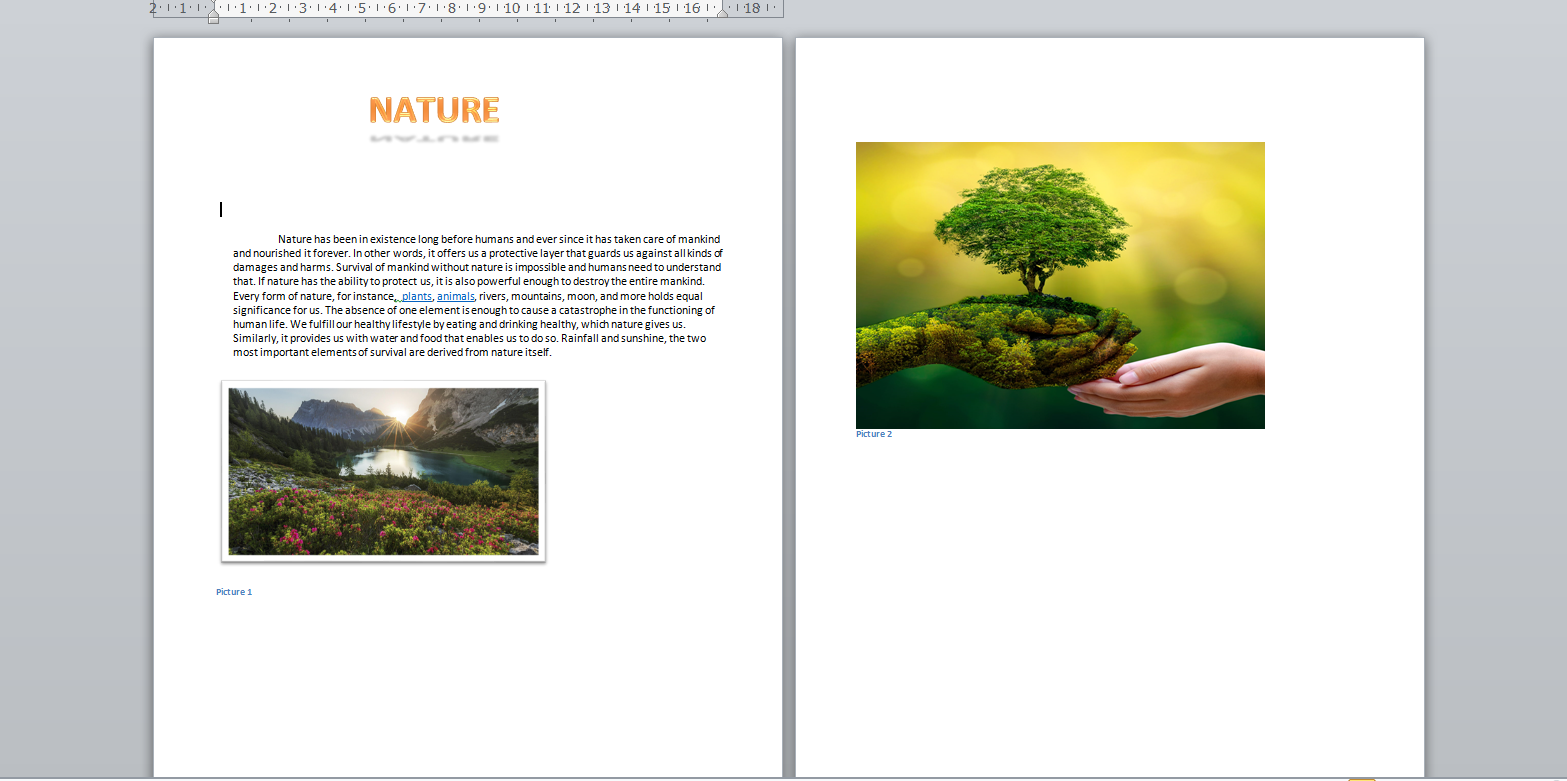 2 1 1 2 3 4 5 6 7 8 9 10 11 12 13 14 15 16 18
NATURE
Nature has been in existence long before humans and ever since it has taken care of mankind
and nourished it forever. In other words, it offers us a protective layer that guards us against all kinds of
damages and harms. Survival of mankind without nature is impossible and humans need to understand
that. If nature has the ability to protect us, it is also powerful enough to destroy the entire mankind.
Every form of nature, for instance, plants, animals, rivers, mountains, moon, and more holds equal
significance for us. The absence of one element is enough to cause a catastrophe in the functioning of
human life. We fulfill our healthy lifestyle by eating and drinking healthy, which nature gives us.
Similarly, it provides us with water and food that enables us to do so. Rainfall and sunshine, the two
most important elements of survival are derived from nature itself.
Picture 1
Picture 2